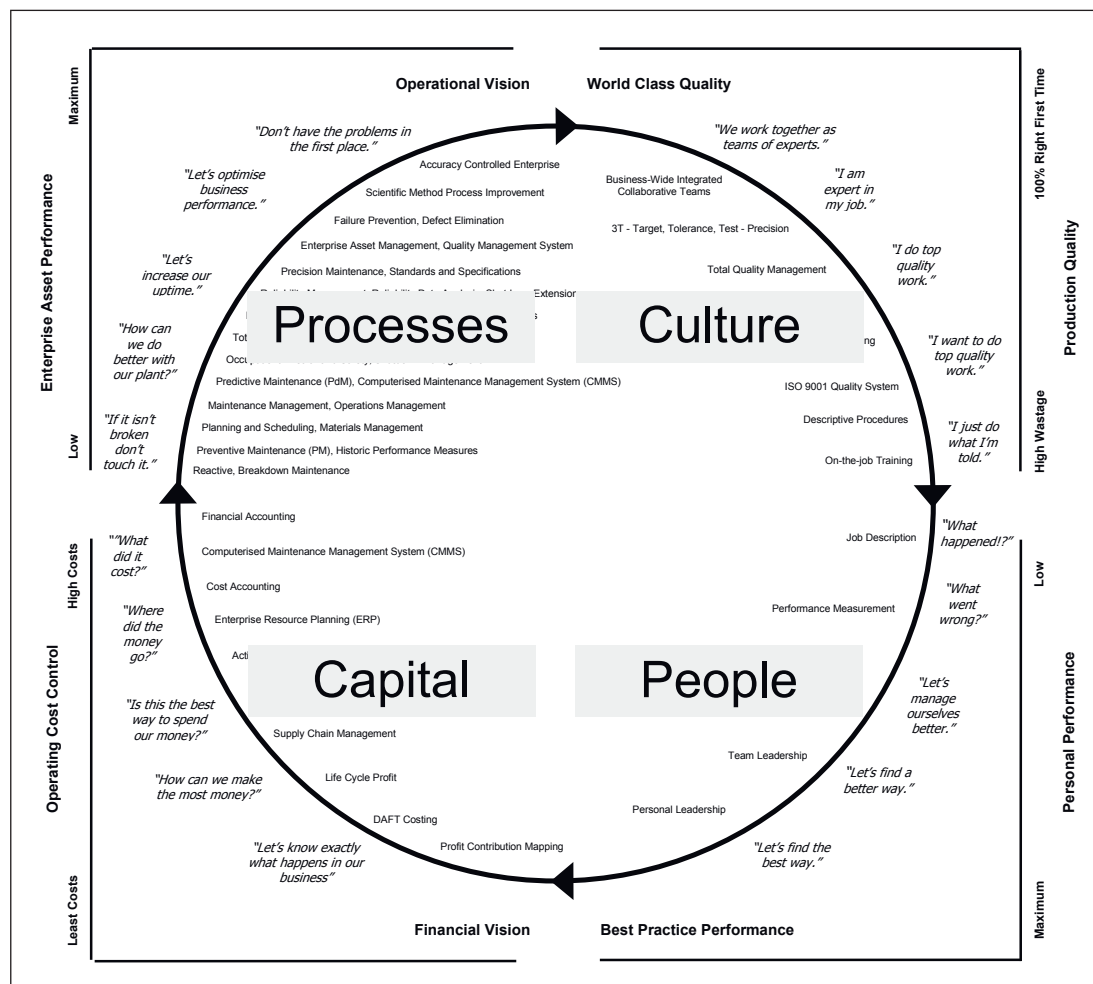 Operational Vision
World Class Quality
Maximum
Enterprise Asset Performance
Low
"Don't have the problems in
the first place."
"Let's optimise
business
performance."
"Let's
increase our
uptime."
"How can
we do
better with
our plant?"
"If it isn't
broken
don't
touch it."
Accuracy Controlled Enterprise
Scientific Method Process Improvement
Failure Prevention, Defect Elimination
Enterprise Asset Management, Quality Management System
Precision Maintenance, Standards and Specifications
Extension
Processes
Predictive Maintenance (PdM), Computerised Maintenance Management System (CMMS)
Maintenance Management, Operations Management
Planning and Scheduling, Materials Management
Preventive Maintenance (PM), Historic Performance Measures
Reactive, Breakdown Maintenance
"We work together as
teams of experts."
"I am
expert in
my job."
"I do top
quality
work."
"I want to do
top quality
work."
"I just do
what I'm
told."
100% Right First Time
Production Quality
High Wastage
Business-Wide Integrated
Collaborative Teams
3T - Target, Tolerance, Test - Precision
Total Quality Management
Culture
ISO 9001 Quality System
Descriptive Procedures
On-the-job Training
High Costs
Operating Cost Control
Least Costs
""What
did it
cost?"
"Where
did the
money
go?"
"Is this the best
way to spend
our money?"
"How can we make
the most money?"
"Let's know exactly
what happens in our
business"
Financial Accounting
Computerised Maintenance Management System (CMMS)
Cost Accounting
Enterprise Resource Planning (ERP)
Capital
Supply Chain Management
Life Cycle Profit
DAFT Costing
Profit Contribution Mapping
Job Description
Performance Measurement
People
Team Leadership
Personal Leadership
"What
happened!?"
"What
went
wrong?"
"Let's
manage
ourselves
better."
"Let's find a
better way."
"Let's find the
best way."
Low
Personal Performance
Maximum
Financial Vision
Best Practice Performance